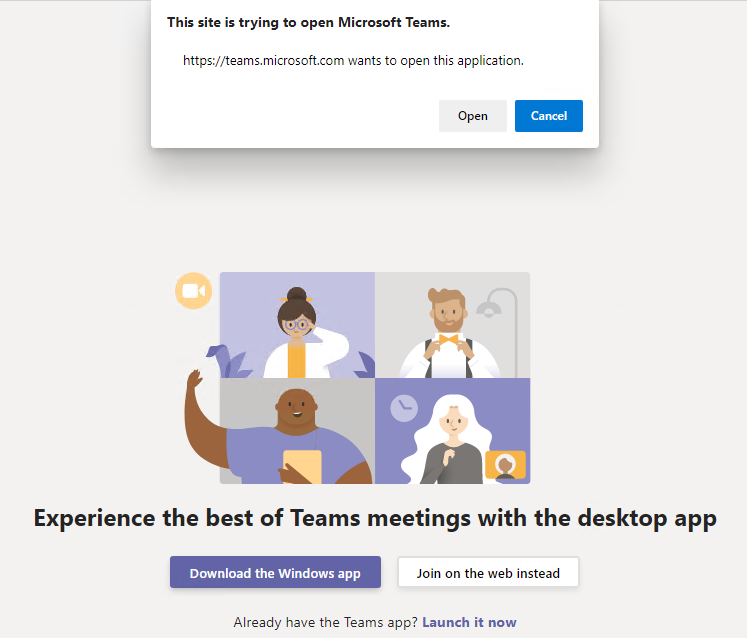 This site is trying to open Microsoft Teams.
https://teams.microsoft.com wants to open this application.
Open Cancel
Experience the best of Teams meetings with the desktop app
Download the Windows app Join on the web instead
Already have the Teams app? Launch it now